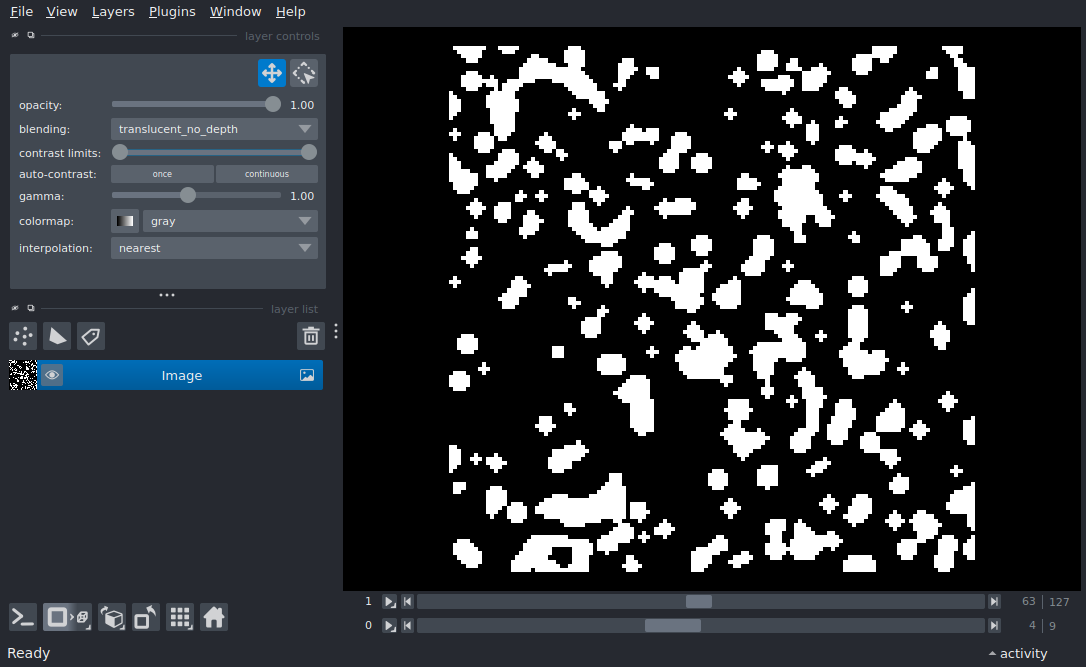 File View Layers Plugins Window Help
layer controls
opacity: 1.00
blending: translucent_no_depth
contrast limits:
auto-contrast: once continuous
gamma: 1.00
colormap: gray
interpolation: nearest
layer list
Image
1 63 127
0 4 9
Ready
activity